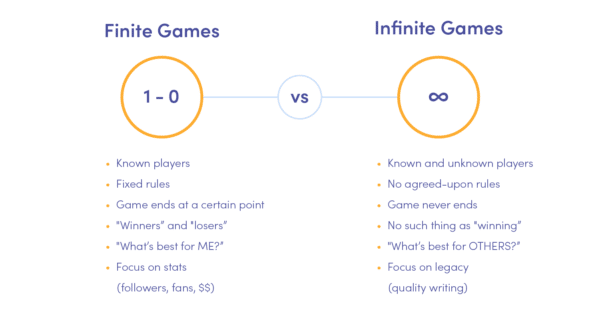 Finite Games
1 - 0
Known players
Fixed rules
Game ends at a certain point
"Winners” and "losers”
"What’s best for ME?”
Focus on stats
(followers, fans, $$)
vs
Infinite Games
∞
Known and unknown players
No agreed-upon rules
Game never ends
No such thing as "winning”
"What’s best for OTHERS?”
Focus on legacy
(quality writing)